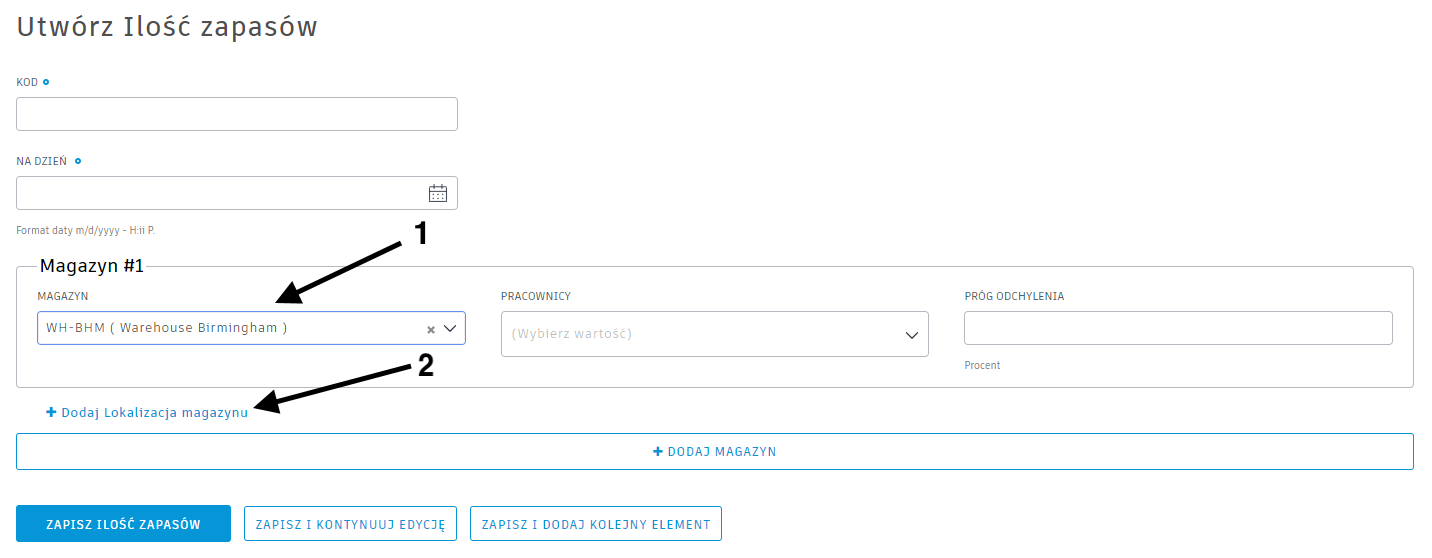 Utwórz Ilość zapasów
KOD
NA DZIEŃ
Format daty m/d/yyyy - H:ii P.
1
Magazyn #1
MAGAZYN PRACOWNICY PRÓG ODCHYLENIA
WH-BHM ( Warehouse Birmingham ) × (Wybierz wartość)
2 Procent
+ Dodaj Lokalizacja magazynu
+ DODAJ MAGAZYN
ZAPISZ ILOŚĆ ZAPASÓW ZAPISZ I KONTYNUUJ EDYCJĘ ZAPISZ I DODAJ KOLEJNY ELEMENT